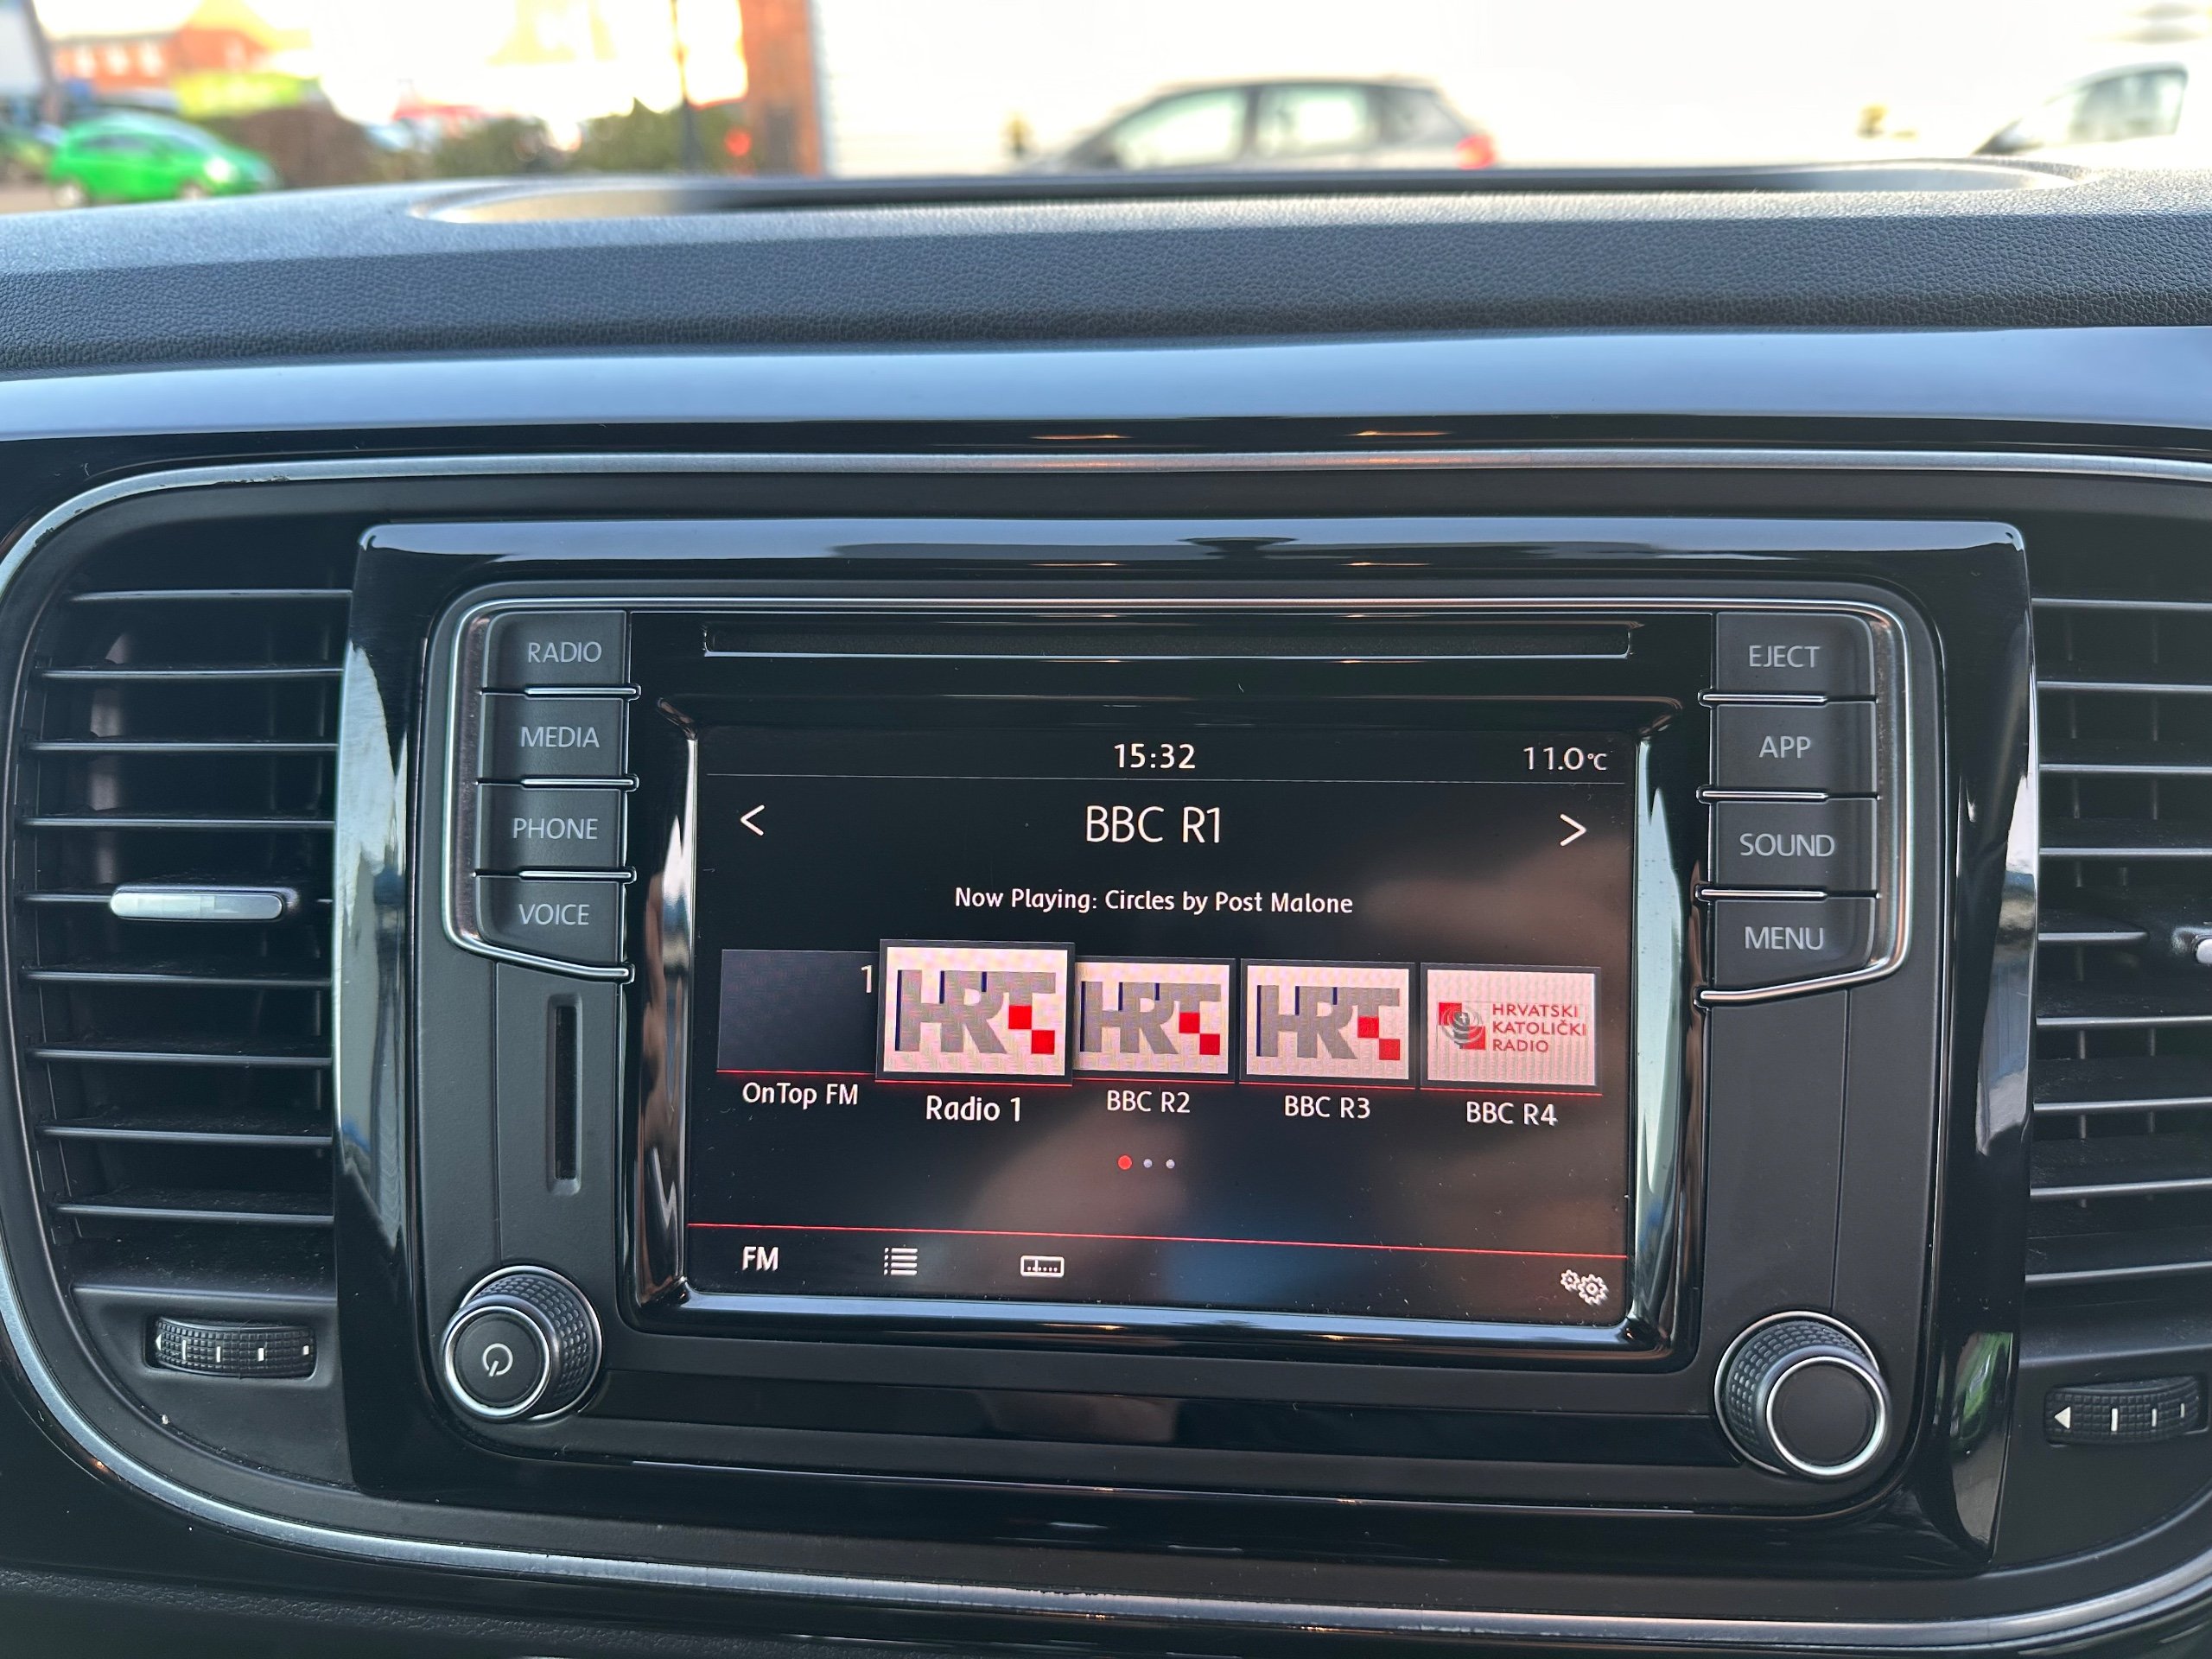 RADIO
MEDIA
PHONE
VOICE
EJECT
APP
SOUND
MENU
15:32
11.0°C
<
BBC R1
>
Now Playing: Circles by Post Malone
1
HRT
HRT
HRT
HRVATSKI
KATOLIČKI
RADIO
OnTop FM
Radio 1
BBC R2
BBC R3
BBC R4
FM